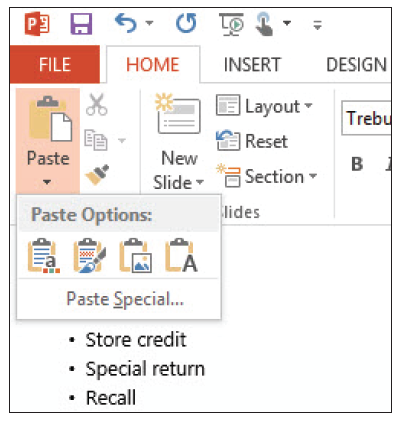 FILE HOME INSERT DESIGN
Paste
New
Slide
Layout
Reset
Section
Trebu
B I
lides
Paste Options:
Paste Special...
• Store credit
• Special return
• Recall